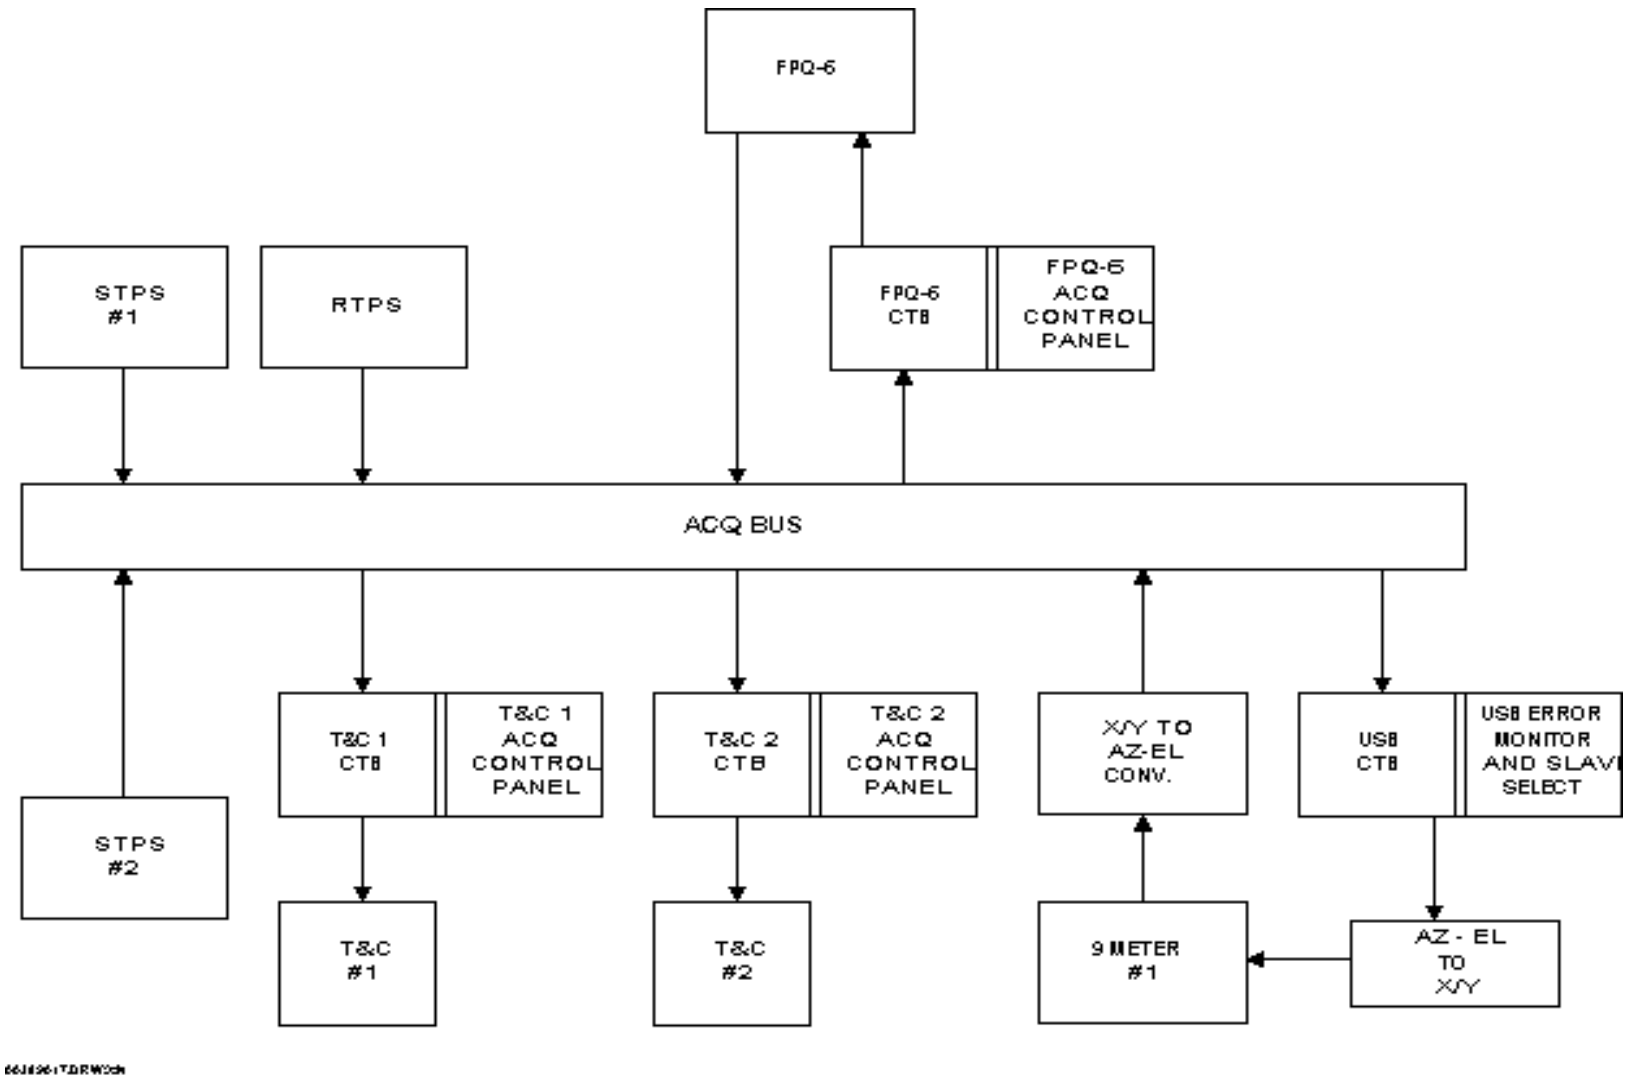 FPQ-6
STPS
#1
RTPS
FPQ-6
CTB
FPQ-6
ACQ
CONTROL
PANEL
ACQ BUS
T&C 1
CTB
T&C 1
ACQ
CONTROL
PANEL
T&C 2
CTB
T&C 2
ACQ
CONTROL
PANEL
X/Y TO
AZ-EL
CONV.
USB
CTB
USB ERROR
MONITOR
AND SLAV
SELECT
STPS
#2
T&C
#1
T&C
#2
9 METER
#1
AZ - EL
TO
X/Y